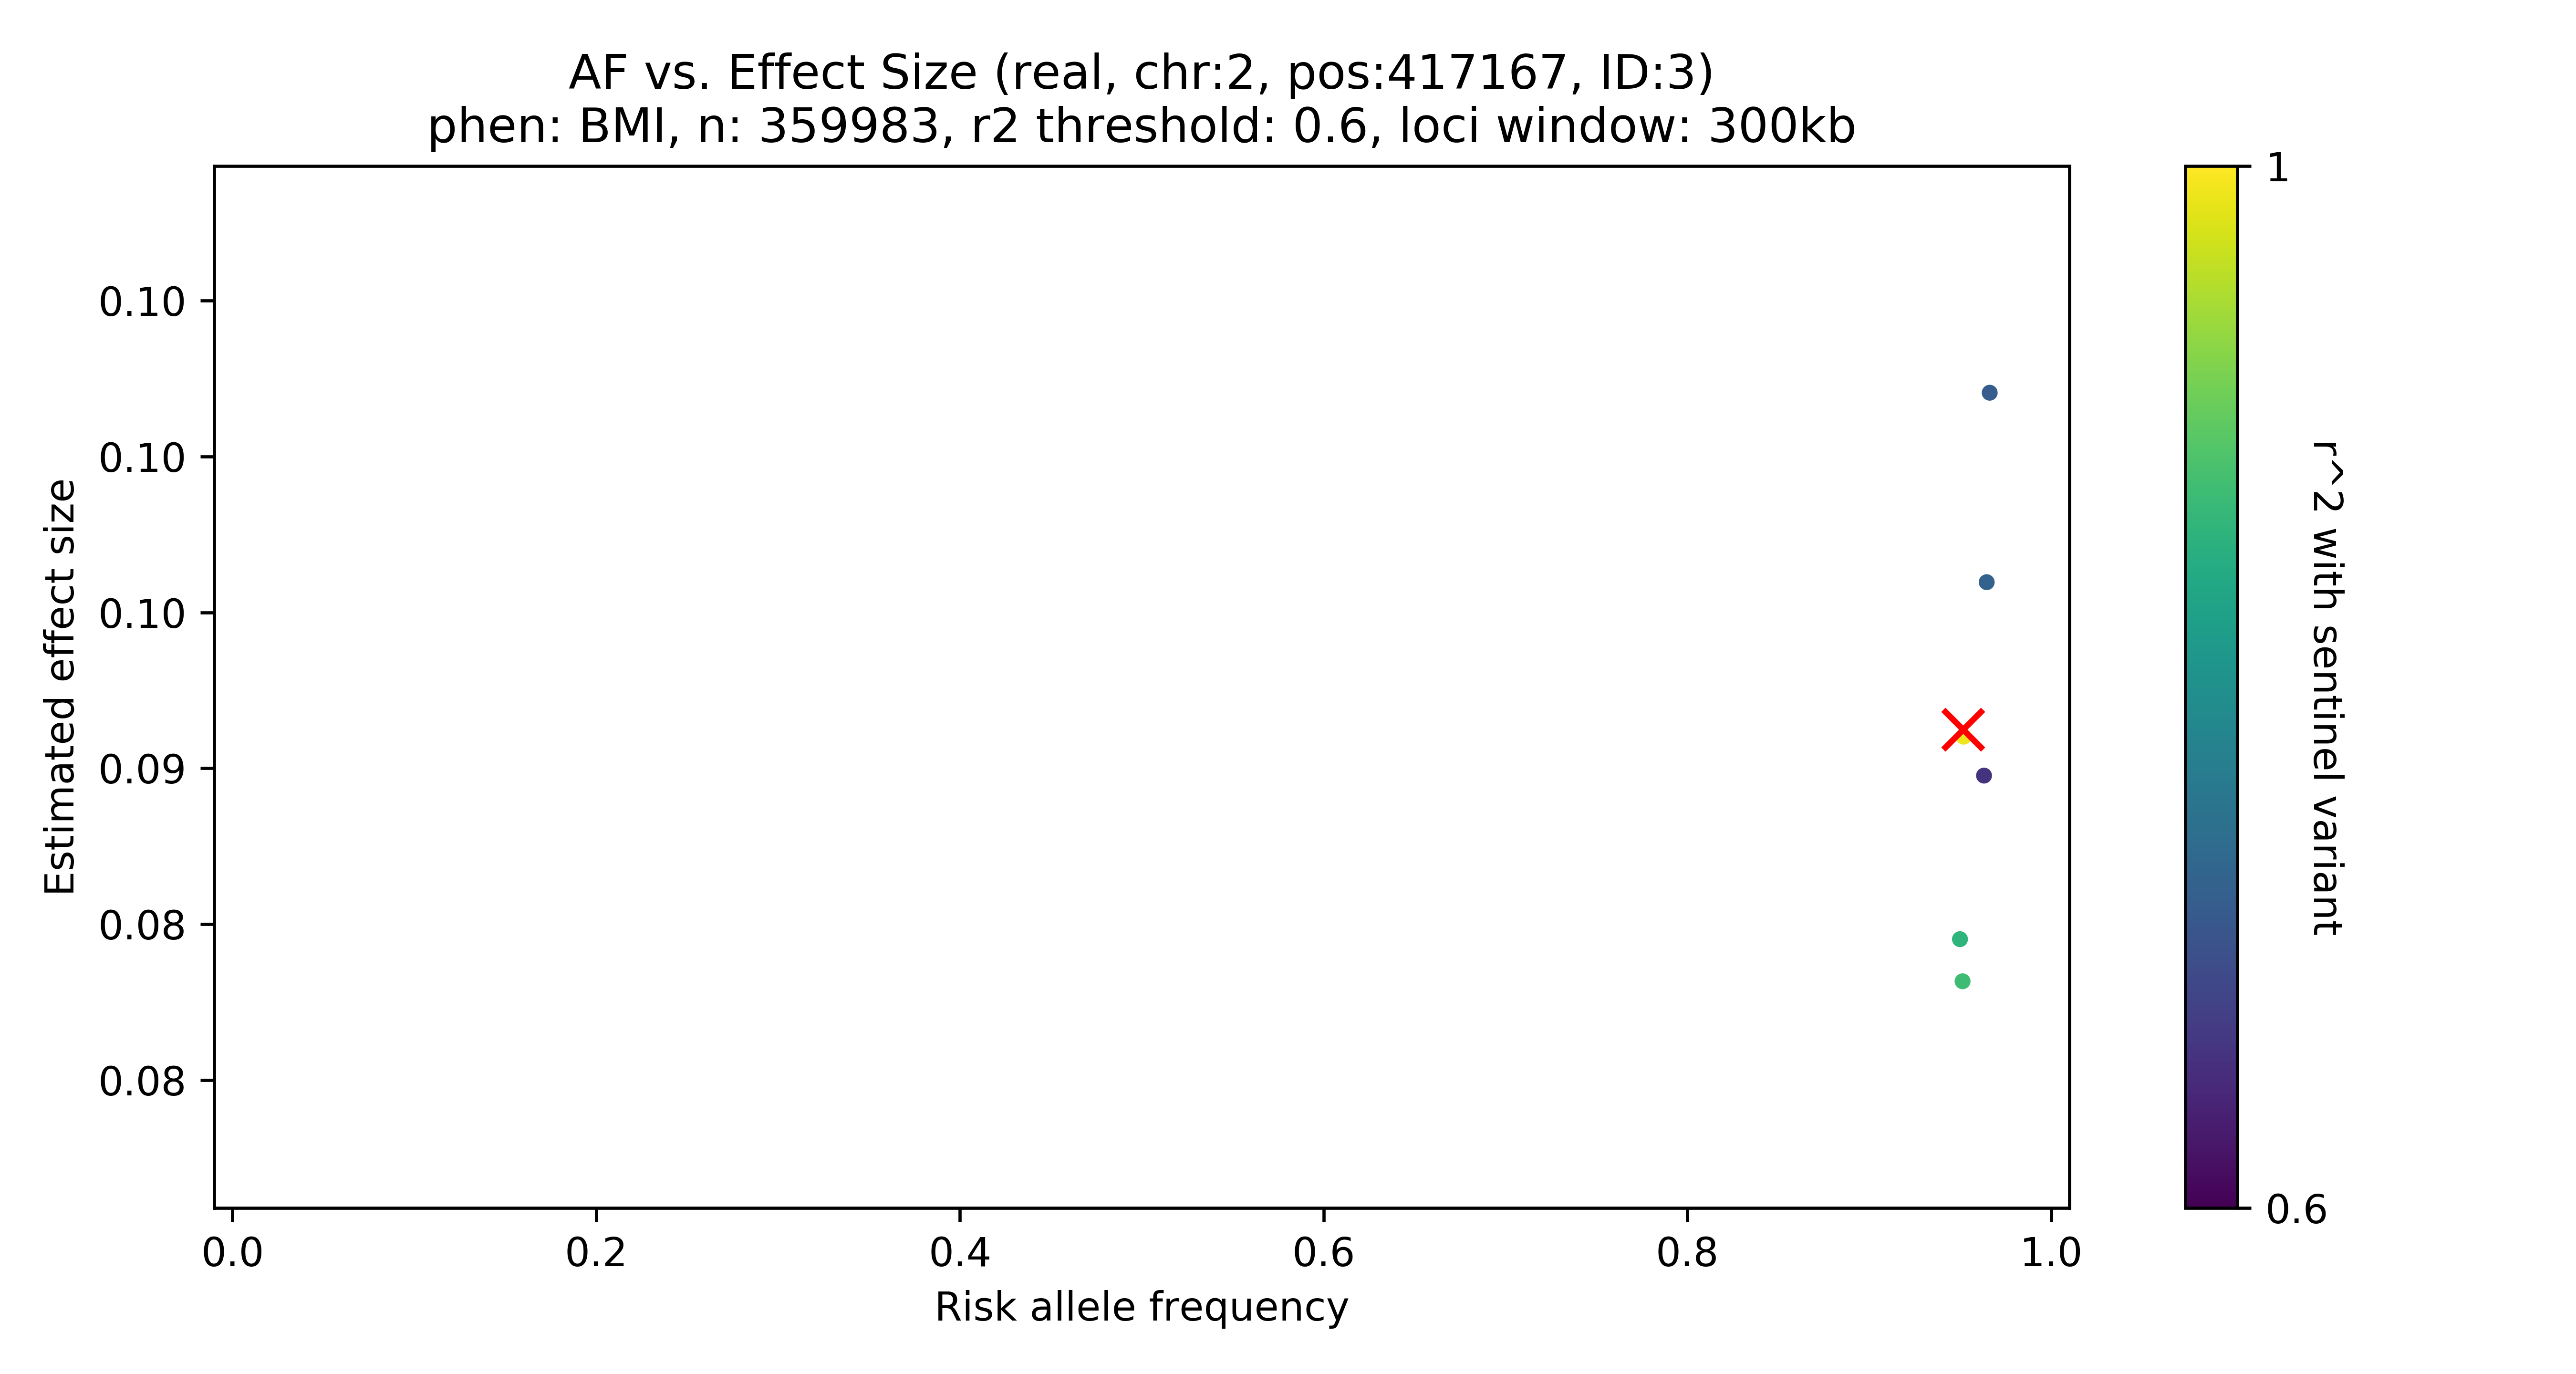 AF vs. Effect Size (real, chr:2, pos:417167, ID:3)
phen: BMI, n: 359983, r2 threshold: 0.6, loci window: 300kb
Estimated effect size
0.10
0.10
0.10
0.09
0.08
0.08
0.0 0.2 0.4 0.6 0.8 1.0
Risk allele frequency
1
0.6
r^2 with sentinel variant